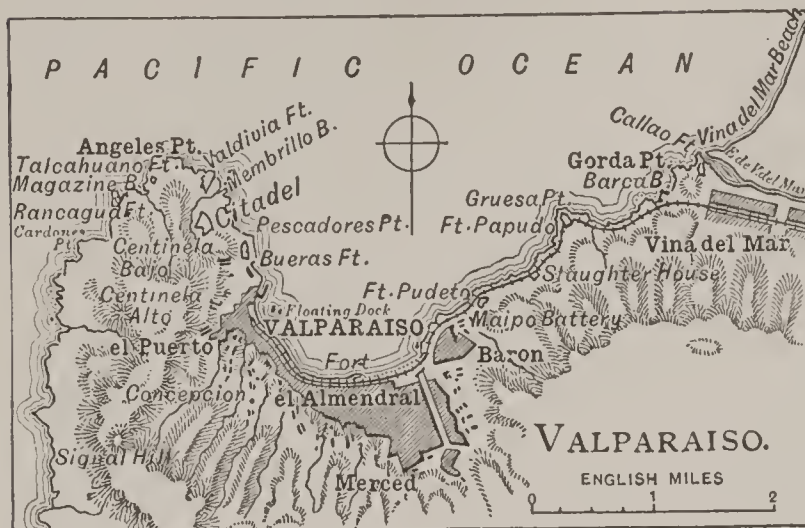 PACIFIC OCEAN
Angeles Pt.
Valdivia Ft.
Membrillo B.
Talcahuano Ft.
Magazine B.
Rancagua Ft.
Citadel
Cardones Pt.
Pescadores Pt.
Centinela
Bajo
Bueras Ft.
Centinela
Alto
Floating Dock
VALPARAISO
el Puerto
Fort
Concepcion
el Almendral
Signal Hill
Merced
Callao Ft.
Vina del Mar Beach
Gorda Pt.
Barca B.
Gruesa Pt.
Ft. Papudo
Vina del Mar
Slaughter House
Ft. Pudeto
Maipo Battery
Baron
VALPARAISO.
ENGLISH MILES
0 1 2